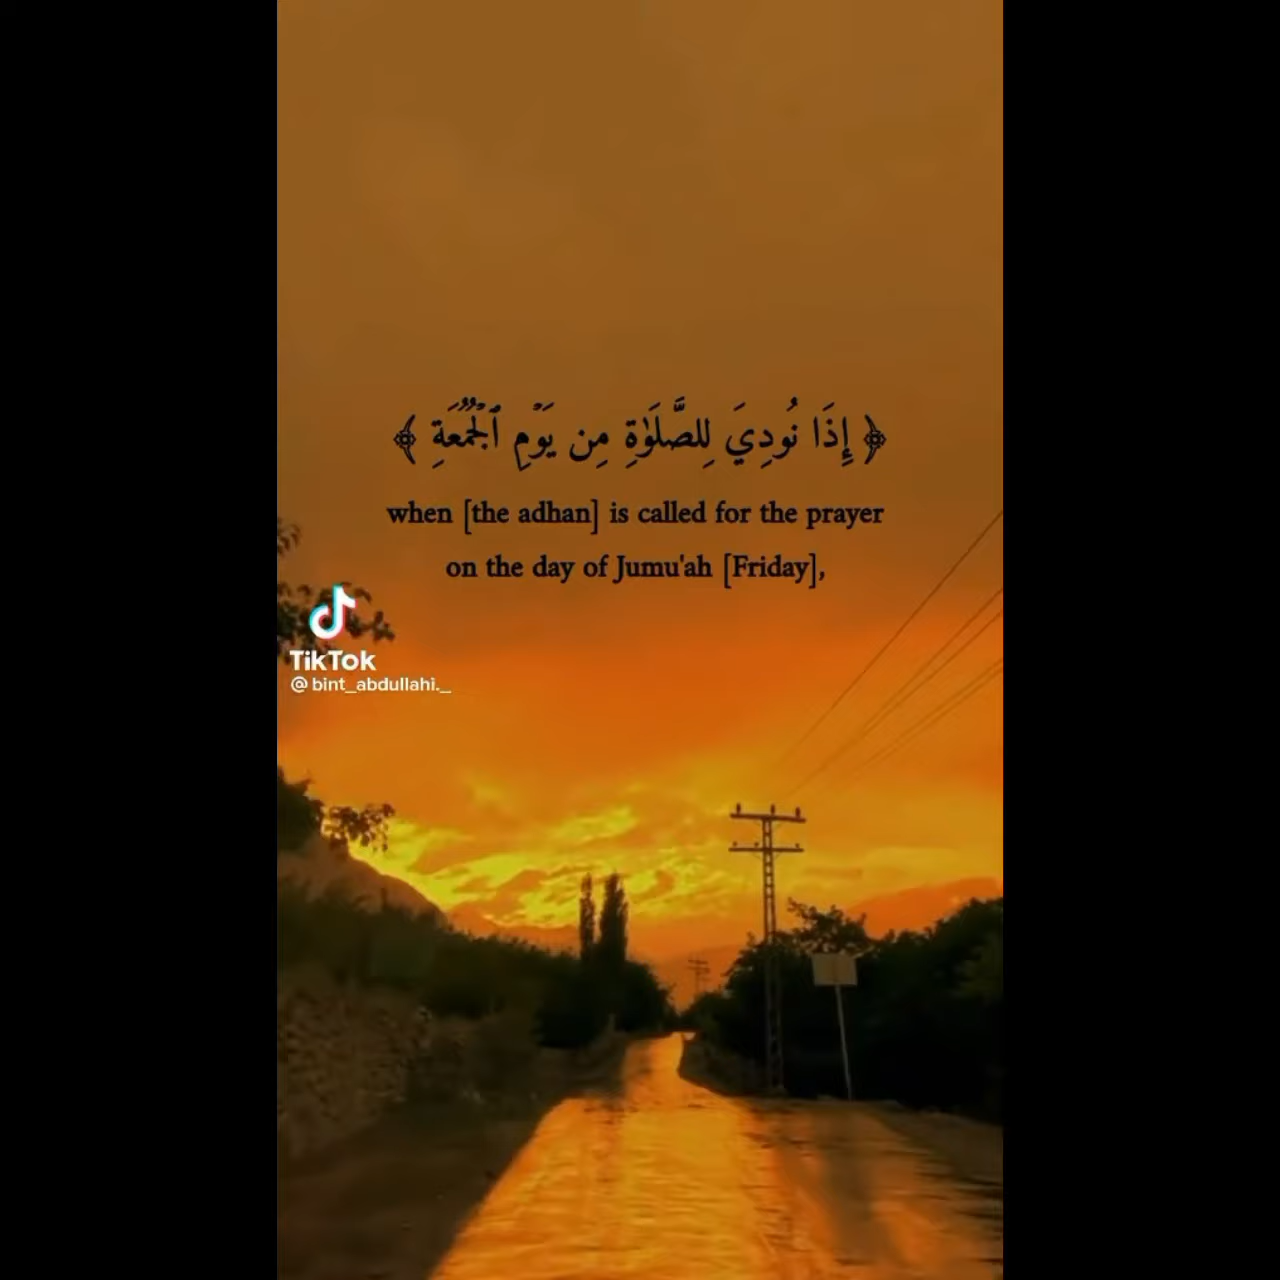 ﴿ إِذَا نُودِيَ لِلصَّلَوٰةِ مِن يَوْمِ ٱلْجُمُعَةِ ﴾
when [the adhan] is called for the prayer
on the day of Jumu'ah [Friday],
TikTok
@bint_abdullahi._